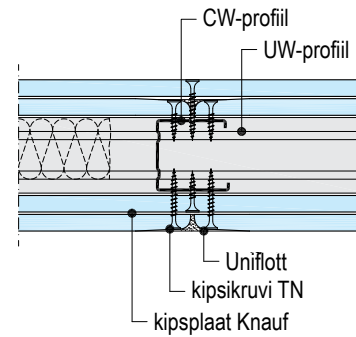 CW-profiil
UW-profiil
Uniflott
kipsikruvi TN
kipsplaat Knauf